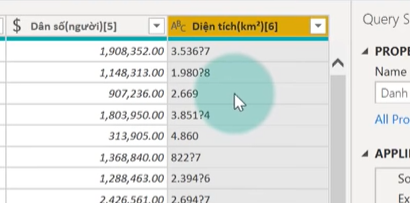 $ Dân số(người)[5] ABC Diện tích(km²)[6]
1,908,352.00 3.536?7
1,148,313.00 1.980?8
907,236.00 2.669
1,803,950.00 3.851?4
313,905.00 4.860
1,368,840.00 822?7
1,288,463.00 2.394?6
2,426,561.00 2.694?7
Query S
PROPE
Name
Danh
All Pro
APPLI
So
Ex